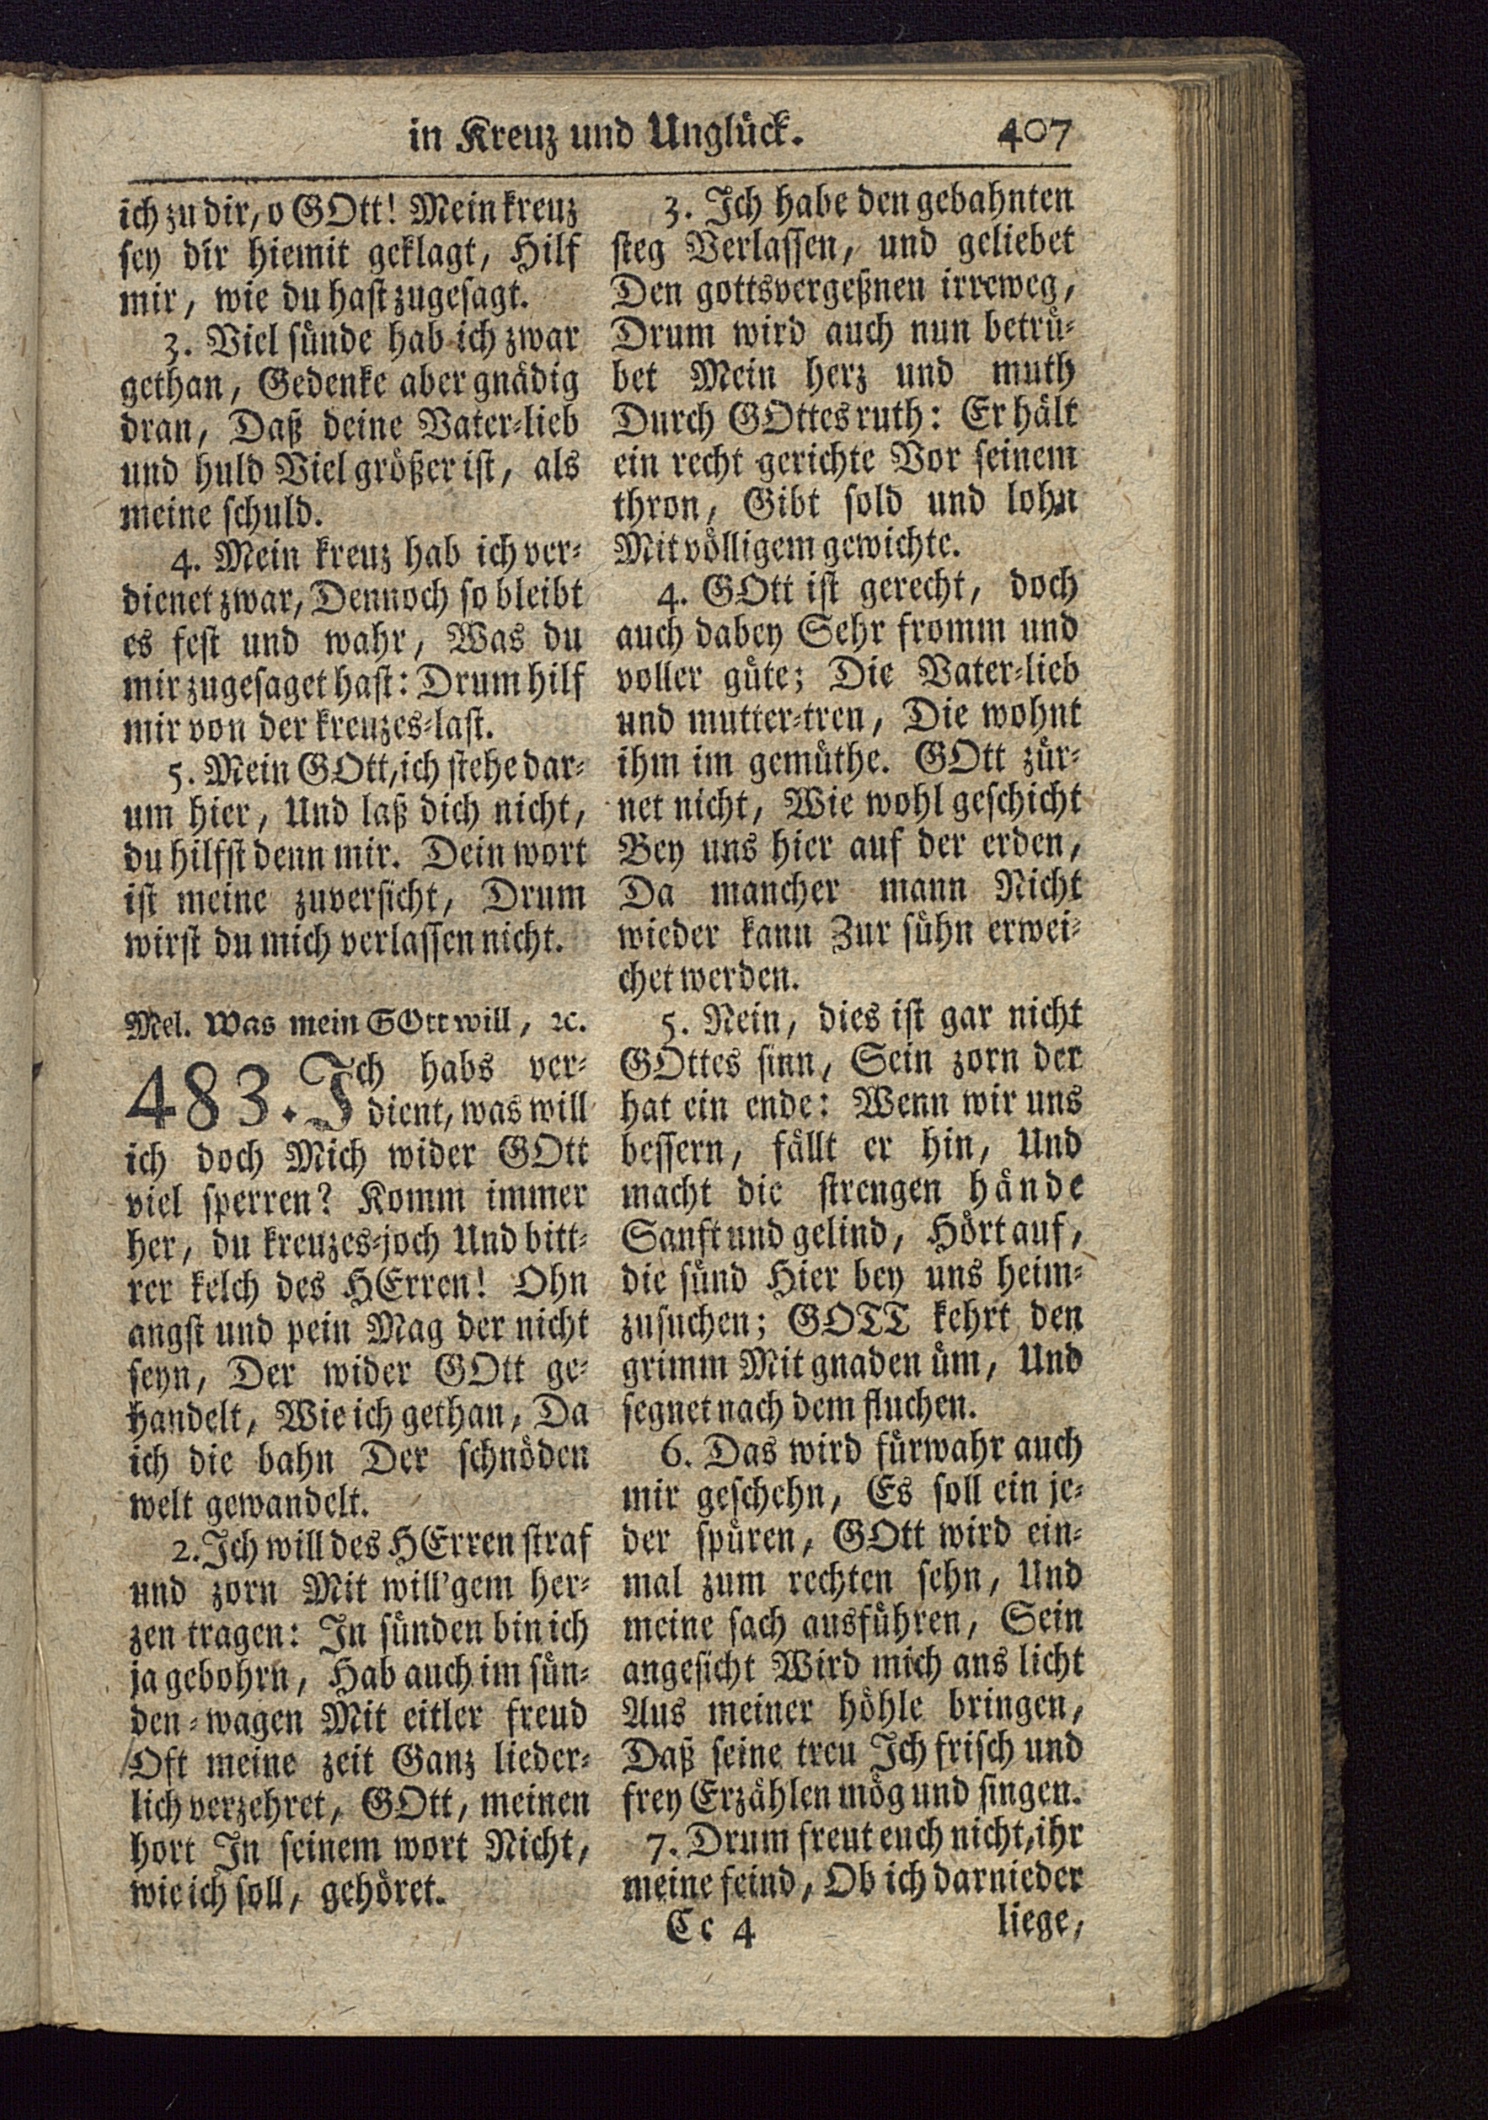 in Kreuz und Unglück. 407
ich zu dir, o GOtt! Mein kreuz
sey dir hiemit geklagt, Hilf
mir, wie du hast zugesagt.
3. Viel sünde hab ich zwar
gethan, Gedenke aber gnädig
dran, Daß deine Vater-lieb
und huld Viel größer ist, als
meine schuld.
4. Mein kreuz hab ich ver-
dienet zwar, Dennoch so bleibt
es fest und wahr, Was du
mir zugesaget hast: Drum hilf
mir von der kreuzes-last.
5. Mein GOtt, ich stehe dar-
um hier, Und laß dich nicht,
du hilfst denn mir. Dein wort
ist meine zuversicht, Drum
wirst du mich verlassen nicht.
Mel. Was mein GOtt will, ꝛc.
483. Ich habs ver-
dient, was will
ich doch Mich wider GOtt
viel sperren? Komm immer
her, du kreuzes-joch Und bitt-
rer kelch des HErren! Ohn
angst und pein Mag der nicht
seyn, Der wider GOtt ge-
handelt, Wie ich gethan, Da
ich die bahn Der schnöden
welt gewandelt.
2. Ich will des HErren straf
und zorn Mit will'gem her-
zen tragen: In sünden bin ich
ja gebohrn, Hab auch im sün-
den-wagen Mit eitler freud
Oft meine zeit Ganz lieder-
lich verzehret, GOtt, meinen
hort In seinem wort Nicht,
wie ich soll, gehöret.
3. Ich habe den gebahnten
steg Verlassen, und geliebet
Den gottsvergeßnen irreweg,
Drum wird auch nun betrü-
bet Mein herz und muth
Durch GOttes ruth: Er hält
ein recht gerichte Vor seinem
thron, Gibt sold und lohn
Mit völligem gewichte.
4. GOtt ist gerecht, doch
auch dabey Sehr fromm und
voller güte; Die Vater-lieb
und mutter-treu, Die wohnt
ihm im gemüthe. GOtt zür-
net nicht, Wie wohl geschicht
Bey uns hier auf der erden,
Da mancher mann Nicht
wieder kann Zur sühn erwei-
chet werden.
5. Nein, dies ist gar nicht
GOttes sinn, Sein zorn der
hat ein ende: Wenn wir uns
bessern, fällt er hin, Und
macht die strengen hände
Sanft und gelind, Hört auf,
die sünd Hier bey uns heim-
zusuchen; GOTT kehrt den
grimm Mit gnaden üm, Und
segnet nach dem fluchen.
6. Das wird fürwahr auch
mir geschehn, Es soll ein je-
der spüren, GOtt wird ein-
mal zum rechten sehn, Und
meine sach ausführen, Sein
angesicht Wird mich ans licht
Aus meiner höhle bringen,
Daß seine treu Ich frisch und
frey Erzählen mög und singen.
7. Drum freut euch nicht, ihr
meine feind, Ob ich darnieder
Cc 4 liege,